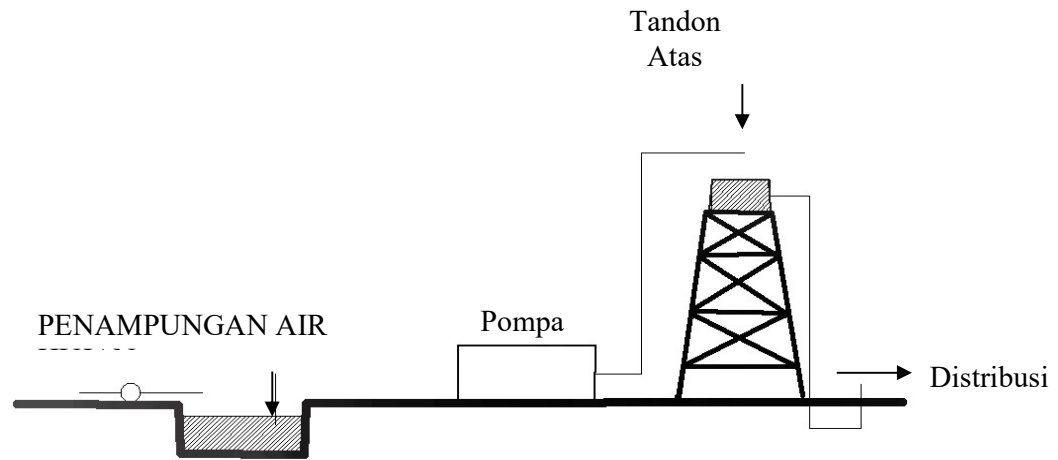 Tandon
Atas
PENAMPUNGAN AIR
Pompa
Distribusi